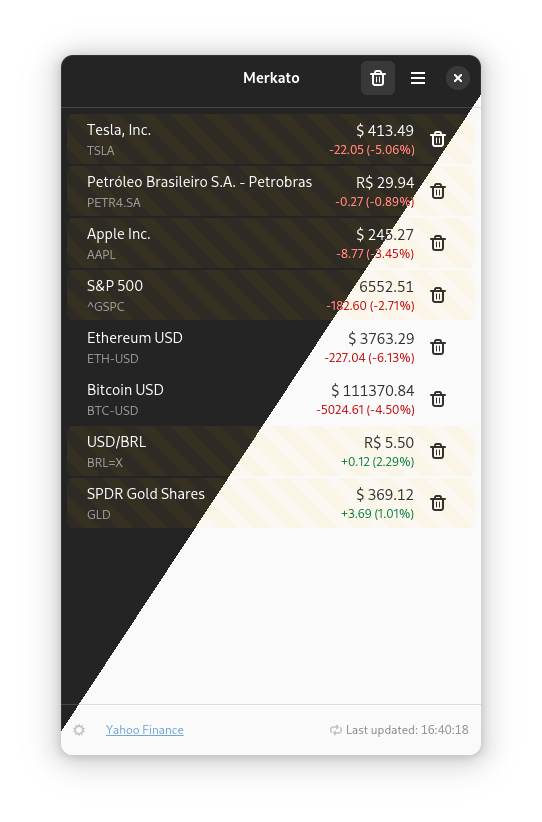 Merkato
Tesla, Inc. $ 413.49
TSLA -22.05 (-5.06%)
Petróleo Brasileiro S.A. - Petrobras R$ 29.94
PETR4.SA -0.27 (-0.89%)
Apple Inc. $ 245.27
AAPL -8.77 (-3.45%)
S&P 500 6552.51
^GSPC -182.60 (-2.71%)
Ethereum USD $ 3763.29
ETH-USD -227.04 (-6.13%)
Bitcoin USD $ 111370.84
BTC-USD -5024.61 (-4.50%)
USD/BRL R$ 5.50
BRL=X +0.12 (2.29%)
SPDR Gold Shares $ 369.12
GLD +3.69 (1.01%)
Yahoo Finance Last updated: 16:40:18